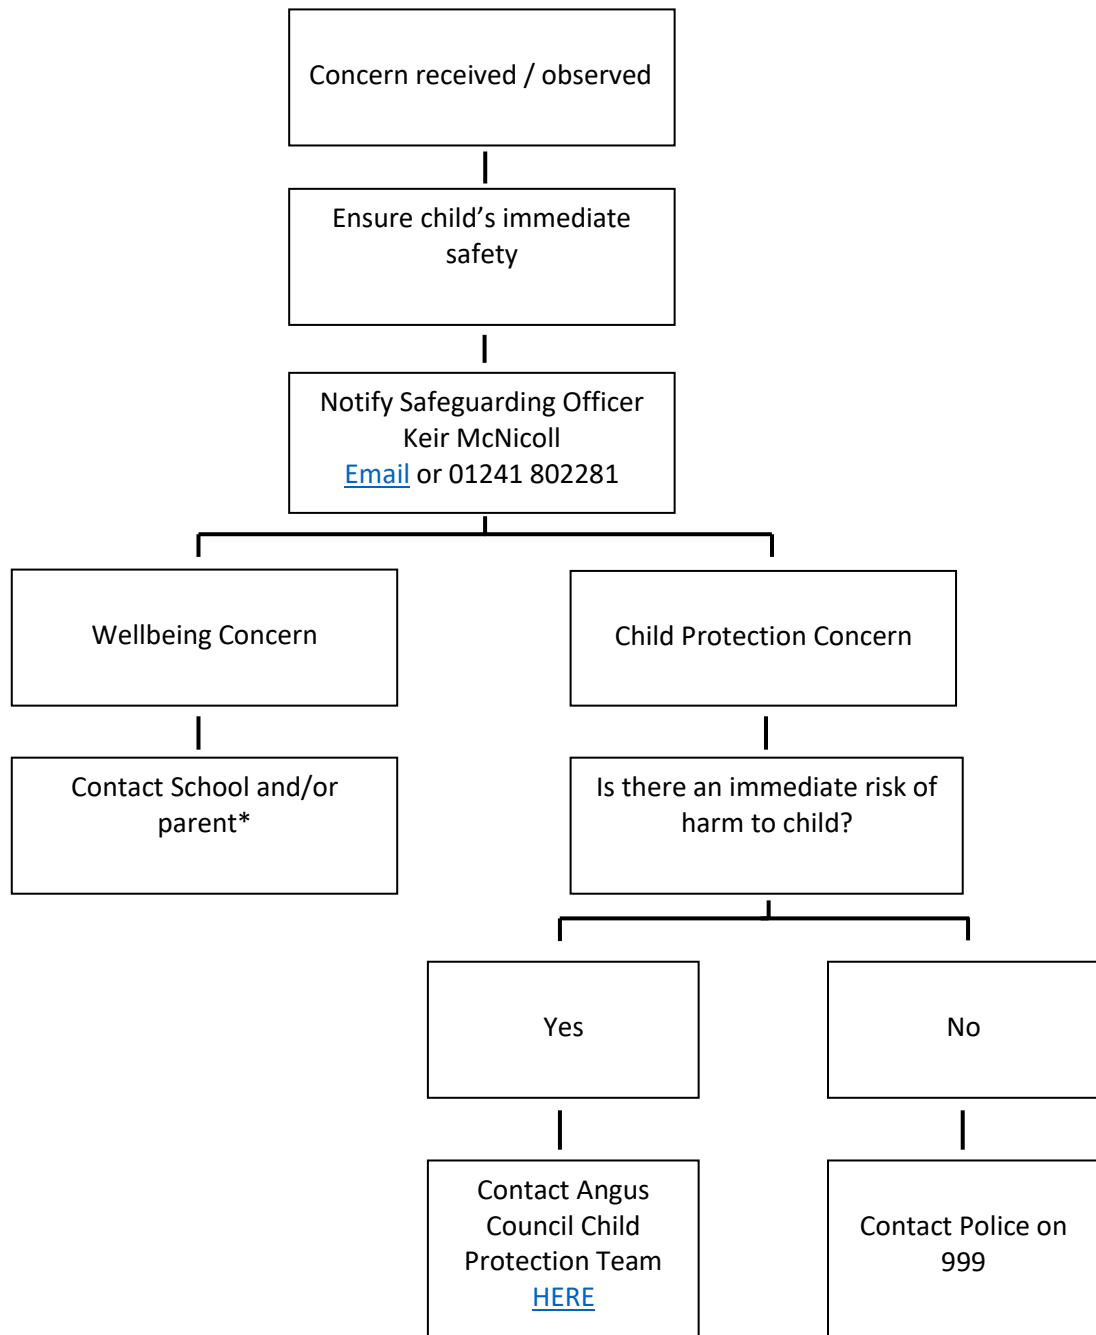 Concern received / observed
Ensure child’s immediate
safety
Notify Safeguarding Officer
Keir McNicoll
Email or 01241 802281
Wellbeing Concern
Child Protection Concern
Contact School and/or
parent*
Is there an immediate risk of
harm to child?
Yes
No
Contact Angus
Council Child
Protection Team
HERE
Contact Police on
999